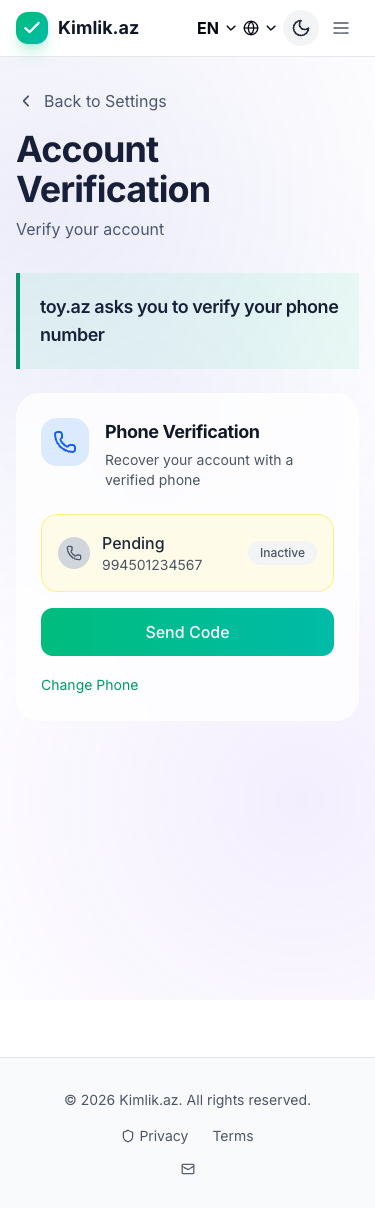 Kimlik.az
EN
Back to Settings
Account
Verification
Verify your account
toy.az asks you to verify your phone
number
Phone Verification
Recover your account with a
verified phone
Pending
994501234567
Inactive
Send Code
Change Phone
© 2026 Kimlik.az. All rights reserved.
Privacy
Terms